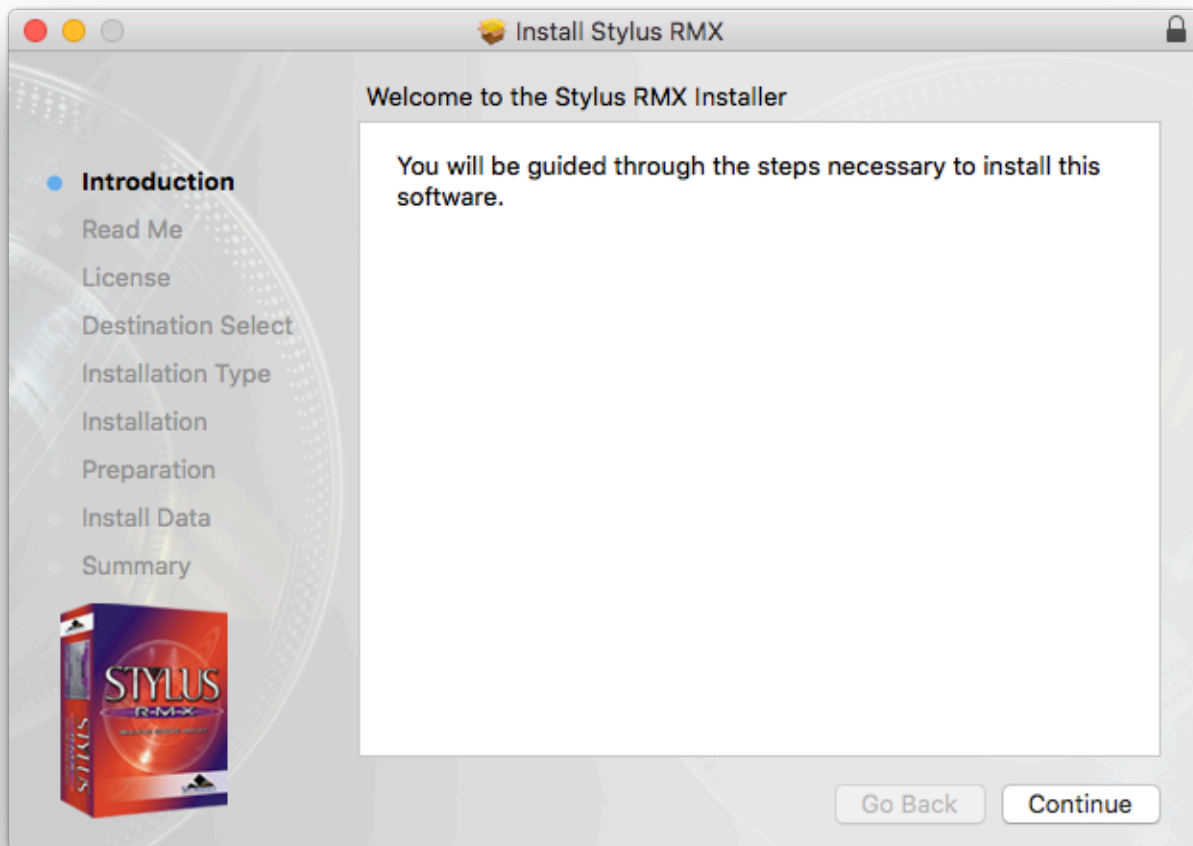 Install Stylus RMX
Welcome to the Stylus RMX Installer
You will be guided through the steps necessary to install this
software.
Introduction
Read Me
License
Destination Select
Installation Type
Installation
Preparation
Install Data
Summary
STYLUS
R·M·X
STYLUS
Go Back
Continue